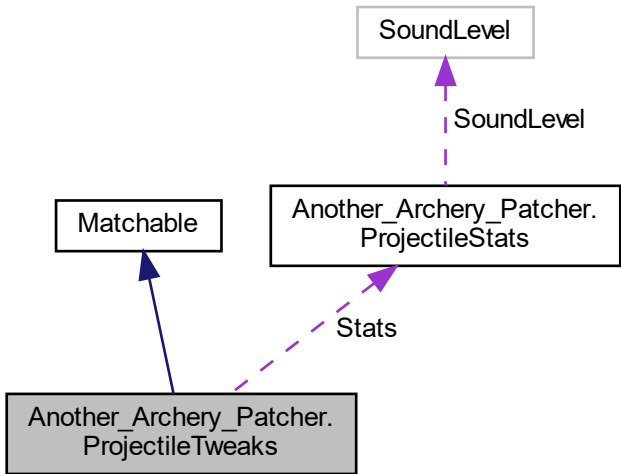 SoundLevel
SoundLevel
Matchable
Another_Archery_Patcher.
ProjectileStats
Stats
Another_Archery_Patcher.
ProjectileTweaks